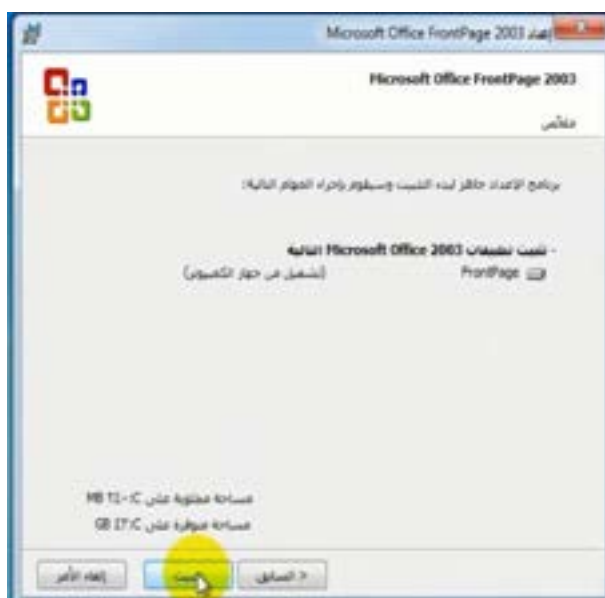 إعداد Microsoft Office FrontPage 2003
Microsoft Office FrontPage 2003
ملخّص
برنامج الإعداد جاهز لبدء التثبيت وسيقوم بإجراء المهام التالية:
- تثبيت تطبيقات Microsoft Office 2003 التالية
FrontPage (تشغيل من جهاز الكمبيوتر)
مساحة مطلوبة على C:
مساحة متوفرة على C: GB
< السابق
تثبيت
إلغاء الأمر